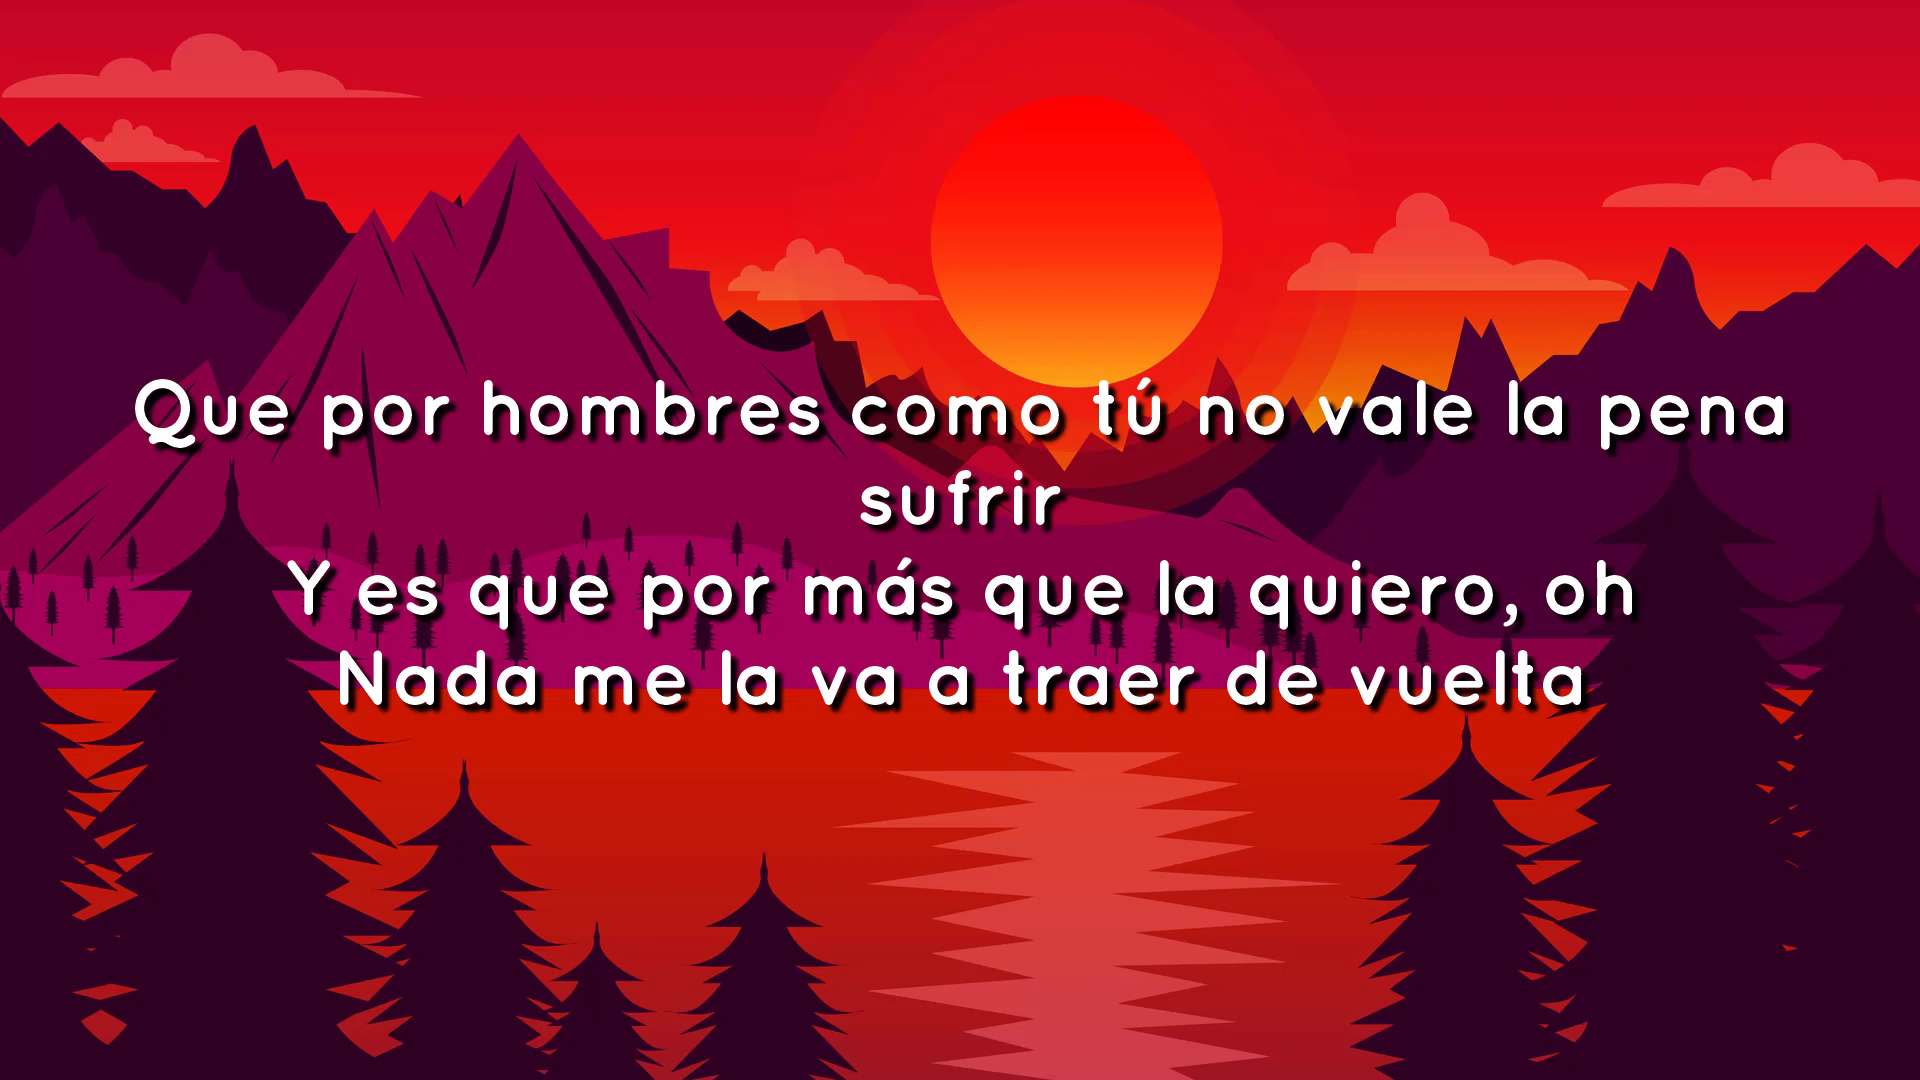 Que por hombres como tú no vale la pena
sufrir
Y es que por más que la quiero, oh
Nada me la va a traer de vuelta